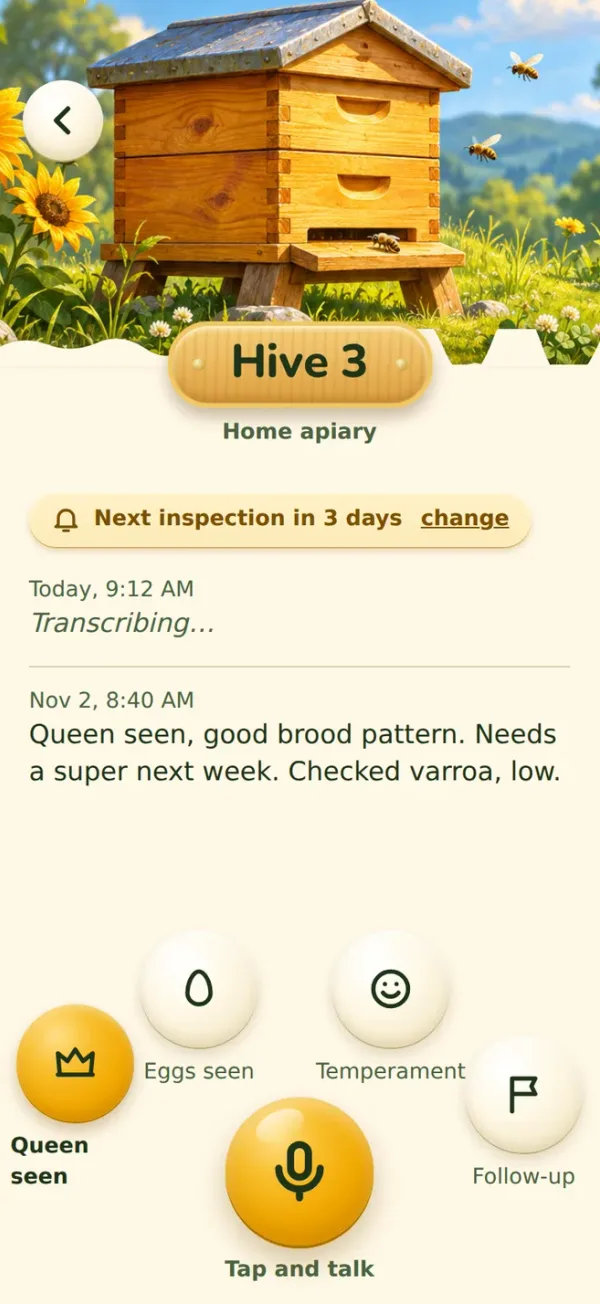 Hive 3
Home apiary
Next inspection in 3 days change
Today, 9:12 AM
Transcribing...
Nov 2, 8:40 AM
Queen seen, good brood pattern. Needs
a super next week. Checked varroa, low.
Eggs seen
Temperament
Queen
seen
Follow-up
Tap and talk